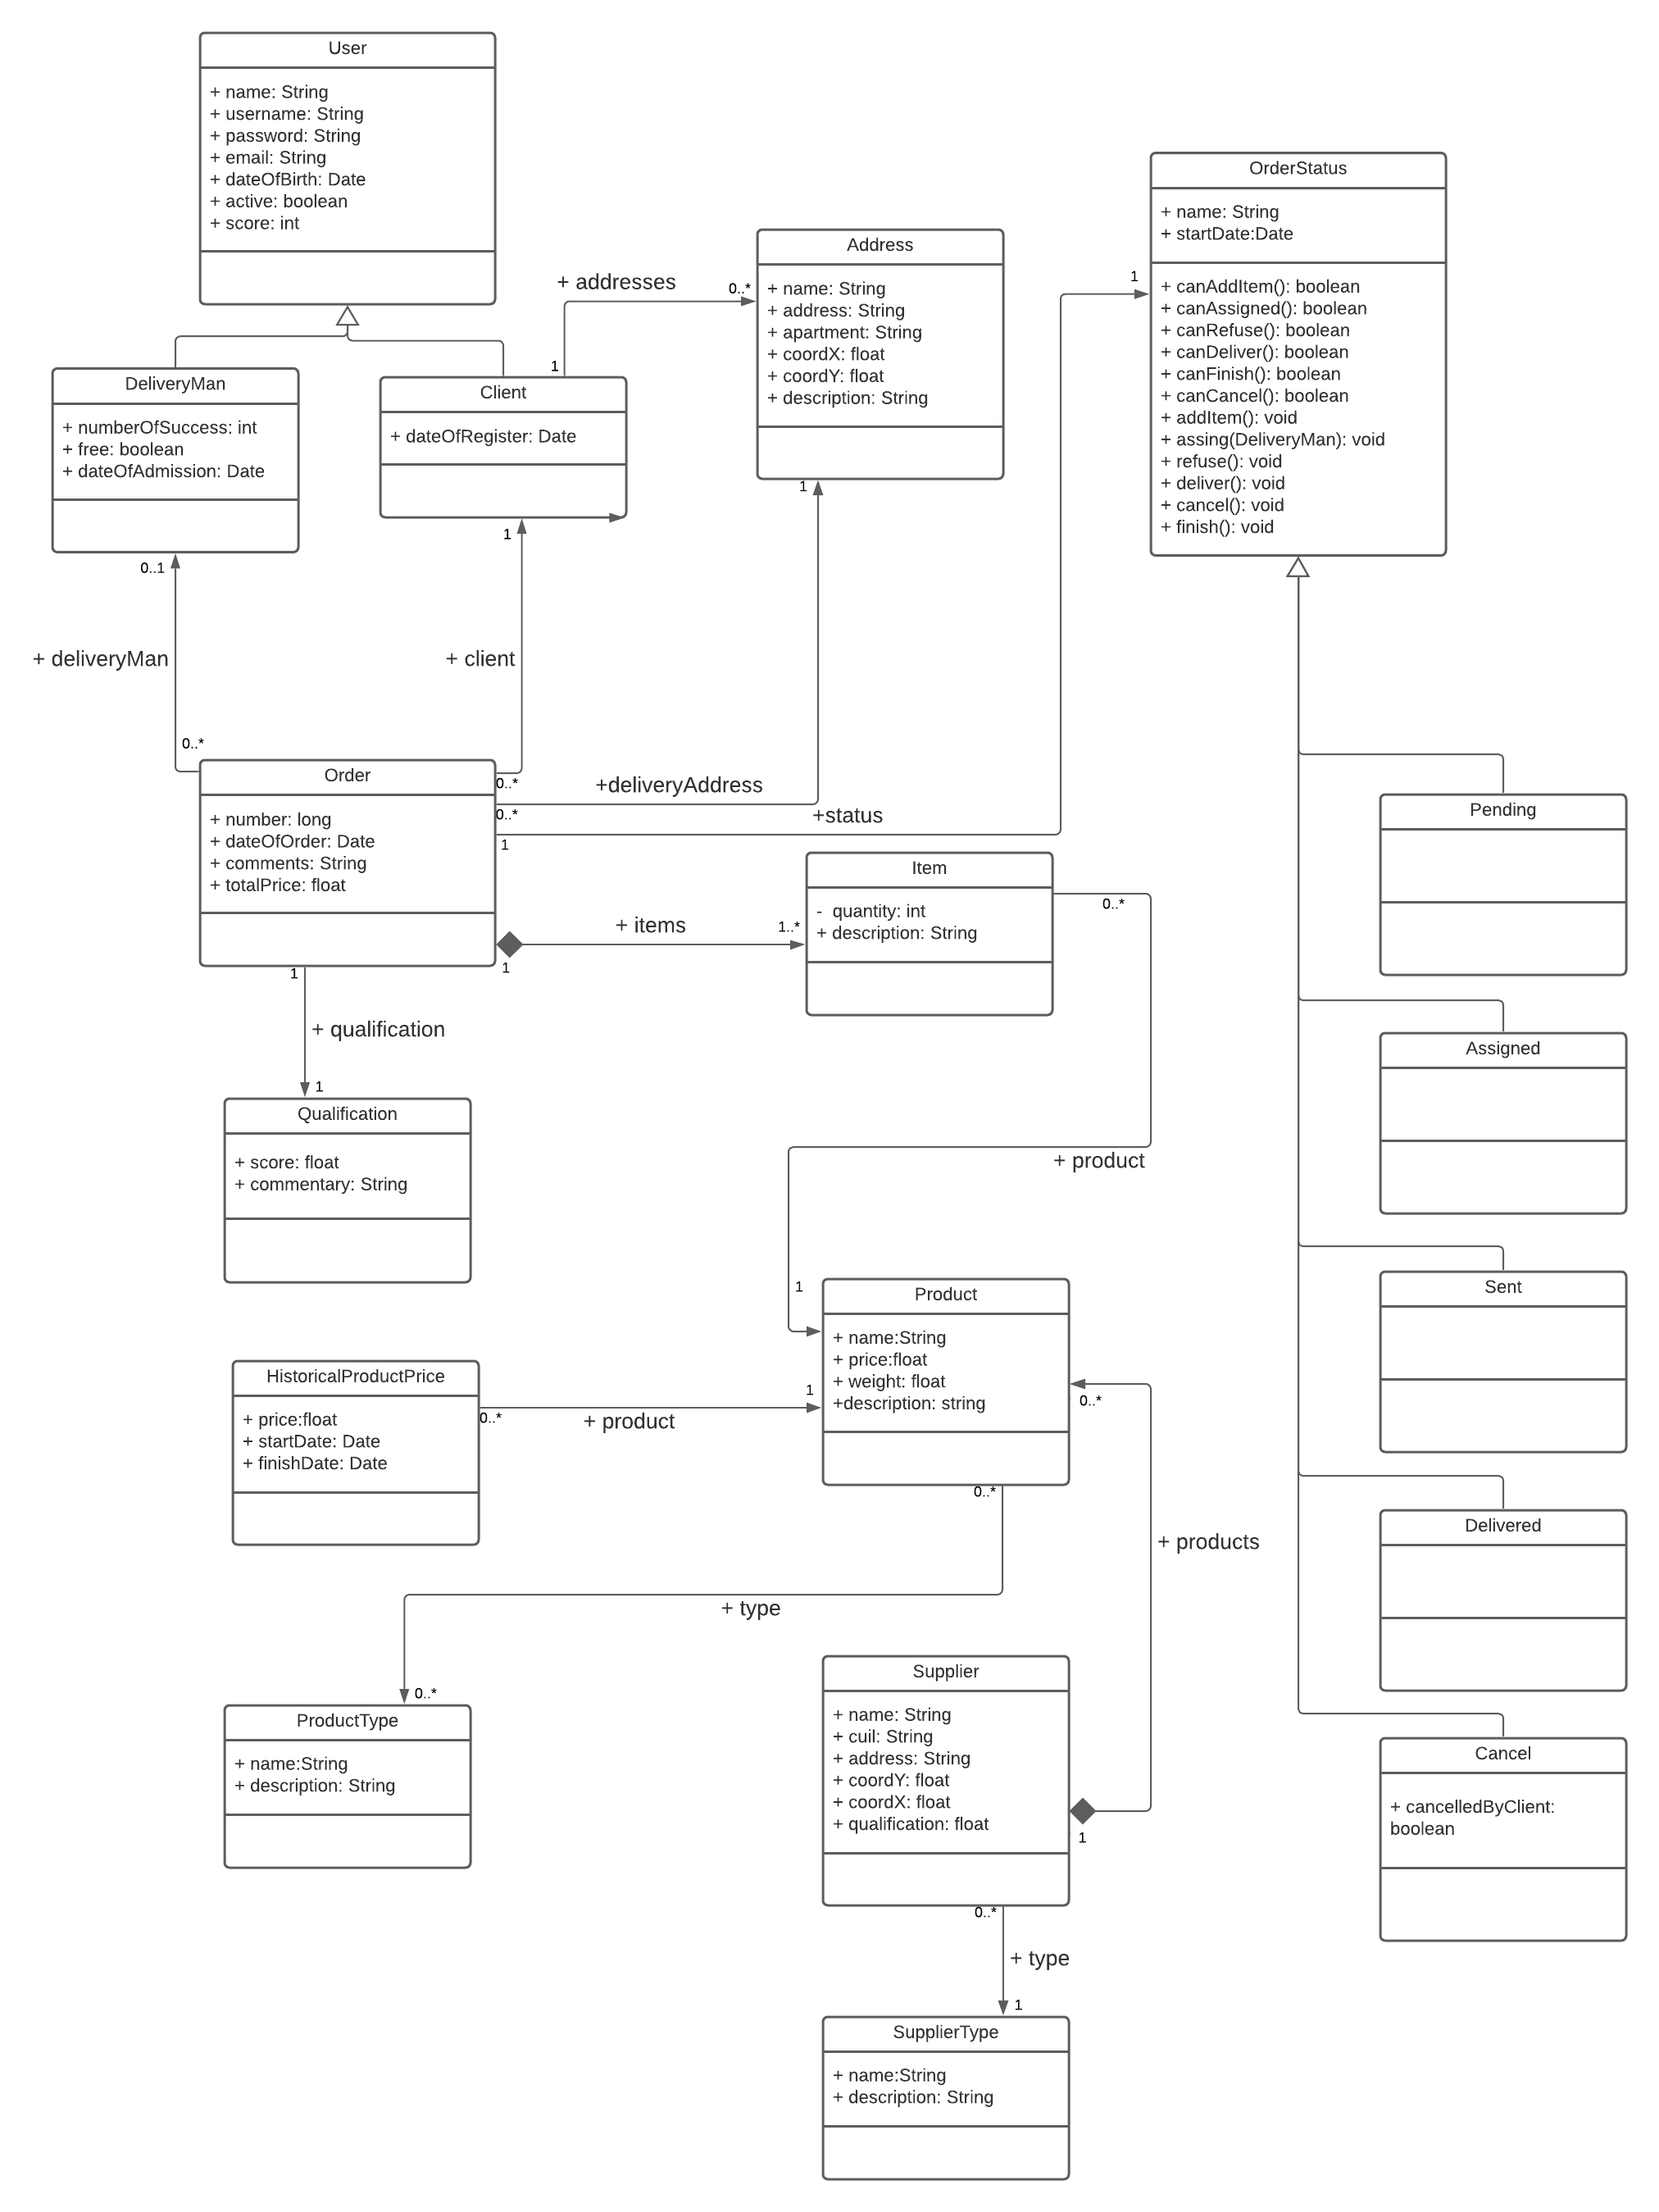 User
+ name: String
+ username: String
+ password: String
+ email: String
+ dateOfBirth: Date
+ active: boolean
+ score: int
OrderStatus
+ name: String
+ startDate:Date
+ canAddItem(): boolean
+ canAssigned(): boolean
+ canRefuse(): boolean
+ canDeliver(): boolean
+ canFinish(): boolean
+ canCancel(): boolean
+ addItem(): void
+ assing(DeliveryMan): void
+ refuse(): void
+ deliver(): void
+ cancel(): void
+ finish(): void
Address
+ name: String
+ address: String
+ apartment: String
+ coordX: float
+ coordY: float
+ description: String
+ addresses
0..*
1
1
DeliveryMan
+ numberOfSuccess: int
+ free: boolean
+ dateOfAdmission: Date
Client
+ dateOfRegister: Date
1
1
0..1
+ deliveryMan
+ client
0..*
Order
+ number: long
+ dateOfOrder: Date
+ comments: String
+ totalPrice: float
0..*
+deliveryAddress
0..*
+status
1
Pending
Item
- quantity: int
+ description: String
0..*
+ items
1..*
1
1
+ qualification
1
Qualification
+ score: float
+ commentary: String
Assigned
+ product
1
Sent
Product
+ name:String
+ price:float
+ weight: float
+description: string
HistoricalProductPrice
+ price:float
+ startDate: Date
+ finishDate: Date
0..*
+ product
1
0..*
0..*
+ products
Delivered
+ type
0..*
ProductType
+ name:String
+ description: String
Supplier
+ name: String
+ cuil: String
+ address: String
+ coordY: float
+ coordX: float
+ qualification: float
1
Cancel
+ cancelledByClient:
boolean
0..*
+ type
1
SupplierType
+ name:String
+ description: String